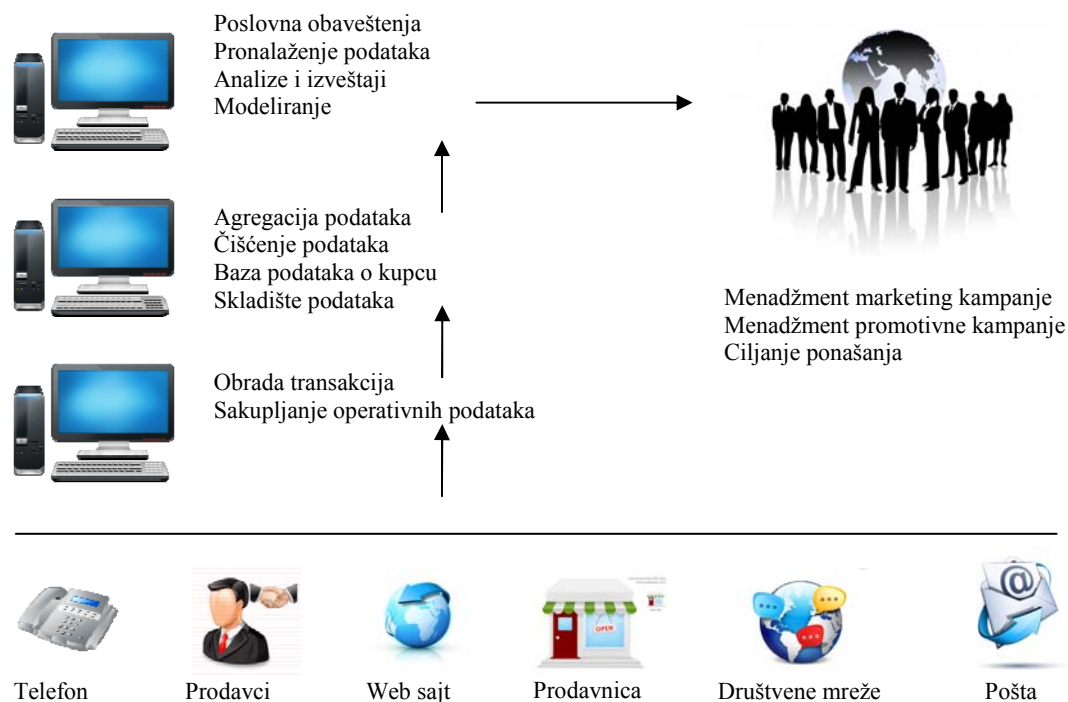 Poslovna obaveštenja
Pronalaženje podataka
Analize i izveštaji
Modeliranje
Agregacija podataka
Čišćenje podataka
Baza podataka o kupcu
Skladište podataka
Menadžment marketing kampanje
Menadžment promotivne kampanje
Ciljanje ponašanja
Obrada transakcija
Sakupljanje operativnih podataka
OPEN
@
Telefon Prodavci Web sajt Prodavnica Društvene mreže Pošta